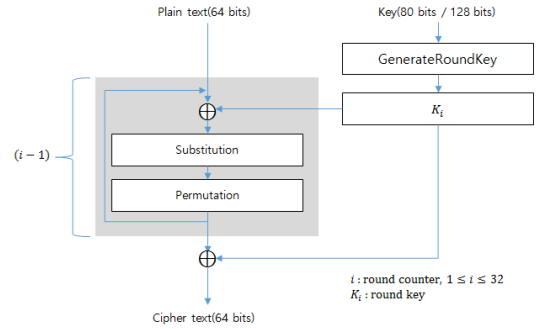 Plain text(64 bits)
Key(80 bits / 128 bits)
GenerateRoundKey
K_i
Substitution
(i − 1)
Permutation
i : round counter, 1 ≤ i ≤ 32
K_i : round key
Cipher text(64 bits)